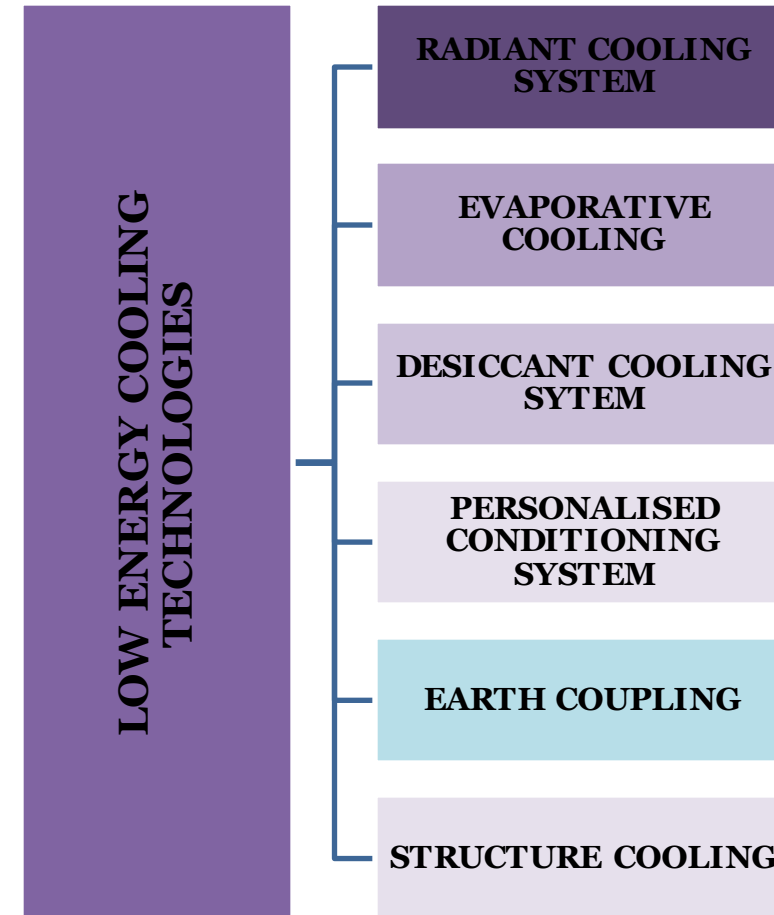 LOW ENERGY COOLING
TECHNOLOGIES
RADIANT COOLING
SYSTEM
EVAPORATIVE
COOLING
DESICCANT COOLING
SYTEM
PERSONALISED
CONDITIONING
SYSTEM
EARTH COUPLING
STRUCTURE COOLING